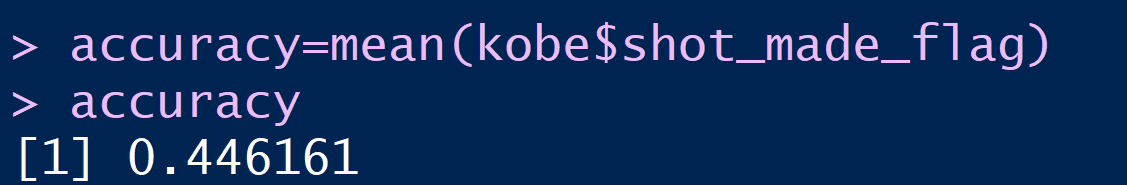 > accuracy=mean(kobe$shot_made_flag)
> accuracy
[1] 0.446161